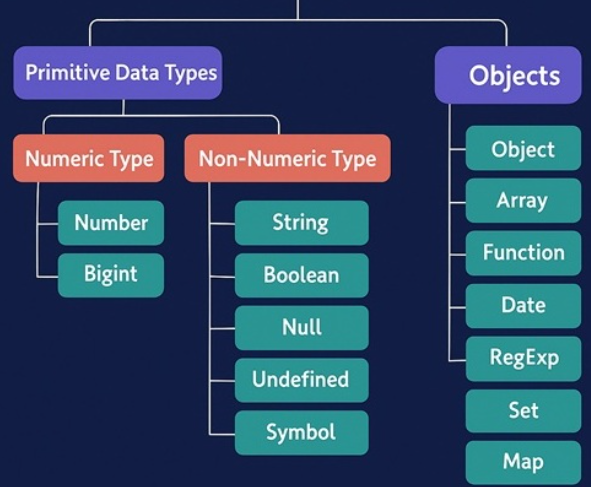 Primitive Data Types
Objects
Numeric Type
Non-Numeric Type
Number
Bigint
String
Boolean
Null
Undefined
Symbol
Object
Array
Function
Date
RegExp
Set
Map